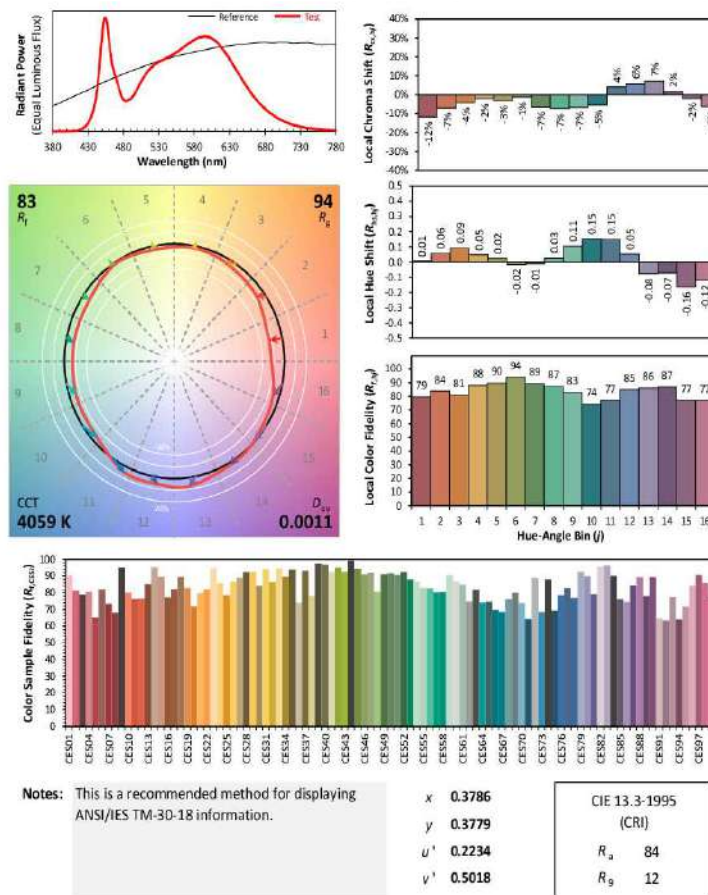 Reference
Test
Radiant Power
(Equal Luminous Flux)
380 430 480 530 580 630 680 730 780
Wavelength (nm)
Local Chroma Shift (Rcs,hj)
40%
30%
20%
10%
0%
-10%
-20%
-30%
-40%
-12% -7% -4% -2% -3% -1% -7% -7% -7% -5% 4% 6% 7% 2% -2%
83
Rf
94
Rg
1
2
3
4
5
6
7
8
9
10
11
12
13
14
15
16
CCT
4059 K
Duv
0.0011
Local Hue Shift (Rhs,hj)
0.5
0.4
0.3
0.2
0.1
0.0
-0.1
-0.2
-0.3
-0.4
-0.5
0.01 0.06 0.09 0.05 0.02 -0.02 -0.01 0.03 0.11 0.15 0.15 0.05 -0.08 -0.07 -0.16 -0.12
Local Color Fidelity (Rf,hj)
100
90
80
70
60
50
40
30
20
10
0
79 84 81 88 90 94 89 87 83 74 77 85 86 87 77 77
1 2 3 4 5 6 7 8 9 10 11 12 13 14 15 16
Hue-Angle Bin (j)
Color Sample Fidelity (Rf,CESi)
100
90
80
70
60
50
40
30
20
10
0
CES01 CES04 CES07 CES10 CES13 CES16 CES19 CES22 CES25 CES28 CES31 CES34 CES37 CES40 CES43 CES46 CES49 CES52 CES55 CES58 CES61 CES64 CES67 CES70 CES73 CES76 CES79 CES82 CES85 CES88 CES91 CES94 CES97
Notes: This is a recommended method for displaying
ANSI/IES TM-30-18 information.
x 0.3786
y 0.3779
u' 0.2234
v' 0.5018
CIE 13.3-1995
(CRI)
Ra 84
R9 12